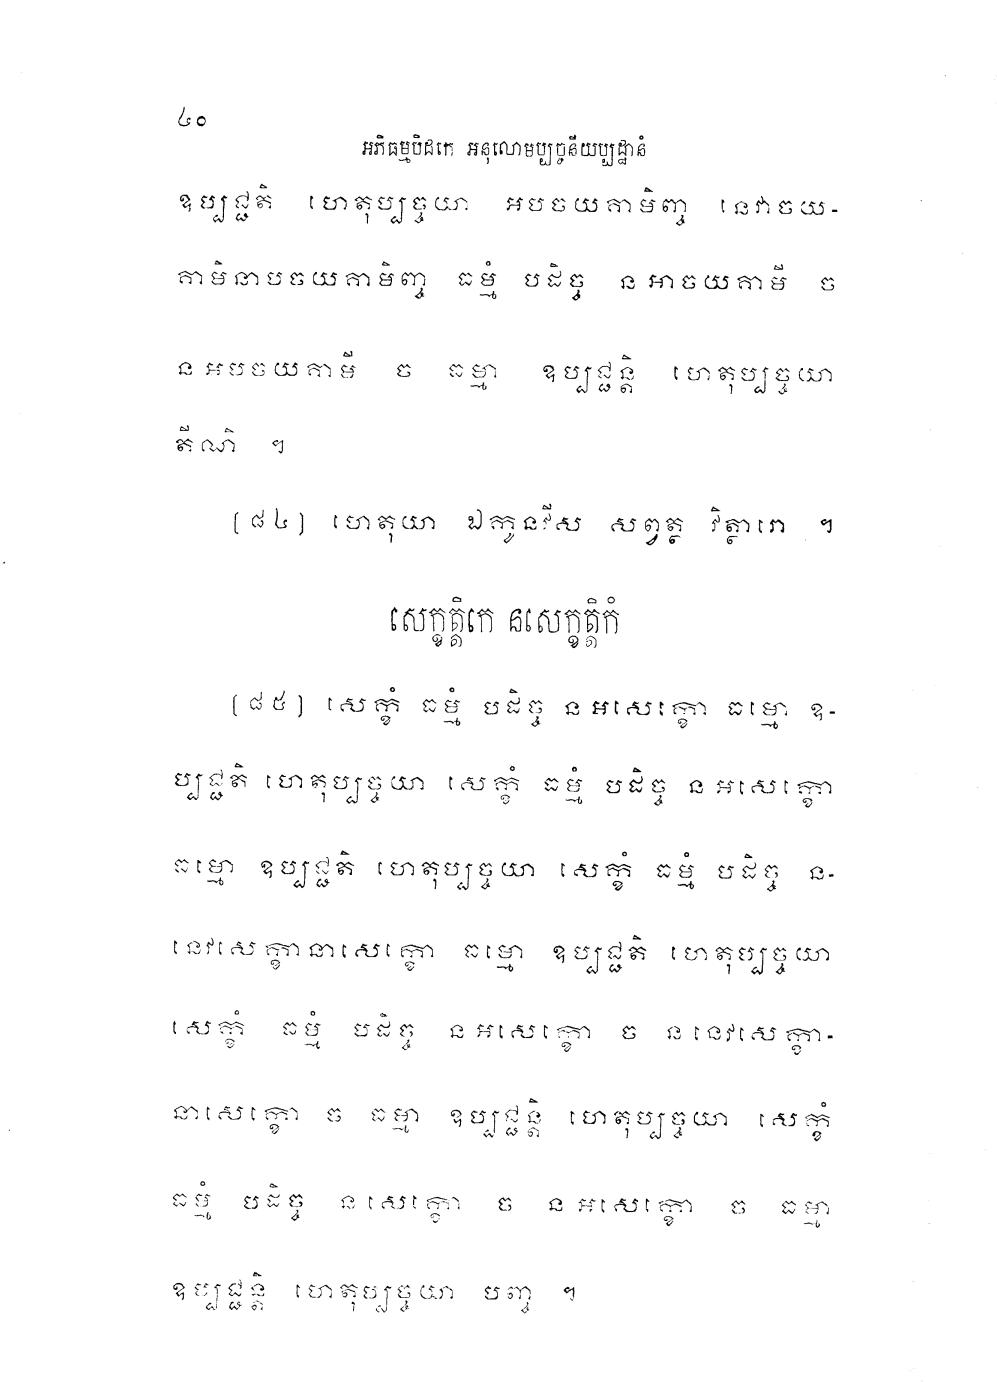 ៤០
អភិធម្មបិដកេ អនុលោមប្បច្ចនីយប្បដ្ឋានំ
ឧប្បជ្ជតិ ហេតុប្បច្ចយា អបចយគាមិញ្ច នេវាចយ-
គាមិនាបចយគាមិញ្ច ធម្មំ បដិច្ច នអាចយគាមី ច
នអបចយគាមី ច ធម្មា ឧប្បជ្ជន្តិ ហេតុប្បច្ចយា
តីណិ ។
(៨៤) ហេតុយា ឯកូនវីស សព្វត្ថ វិត្ថារោ ។
សេក្ខត្តិកេ នសេក្ខត្តិកំ
(៨៥) សេក្ខំ ធម្មំ បដិច្ច នអសេក្ខោ ធម្មោ ឧ-
ប្បជ្ជតិ ហេតុប្បច្ចយា សេក្ខំ ធម្មំ បដិច្ច នអសេក្ខោ
ធម្មោ ឧប្បជ្ជតិ ហេតុប្បច្ចយា សេក្ខំ ធម្មំ បដិច្ច ន-
នេវសេក្ខានាសេក្ខោ ធម្មោ ឧប្បជ្ជតិ ហេតុប្បច្ចយា
សេក្ខំ ធម្មំ បដិច្ច នអសេក្ខោ ច ននេវសេក្ខា-
នាសេក្ខោ ច ធម្មា ឧប្បជ្ជន្តិ ហេតុប្បច្ចយា សេក្ខំ
ធម្មំ បដិច្ច នសេក្ខោ ច នអសេក្ខោ ច ធម្មា
ឧប្បជ្ជន្តិ ហេតុប្បច្ចយា បញ្ច ។